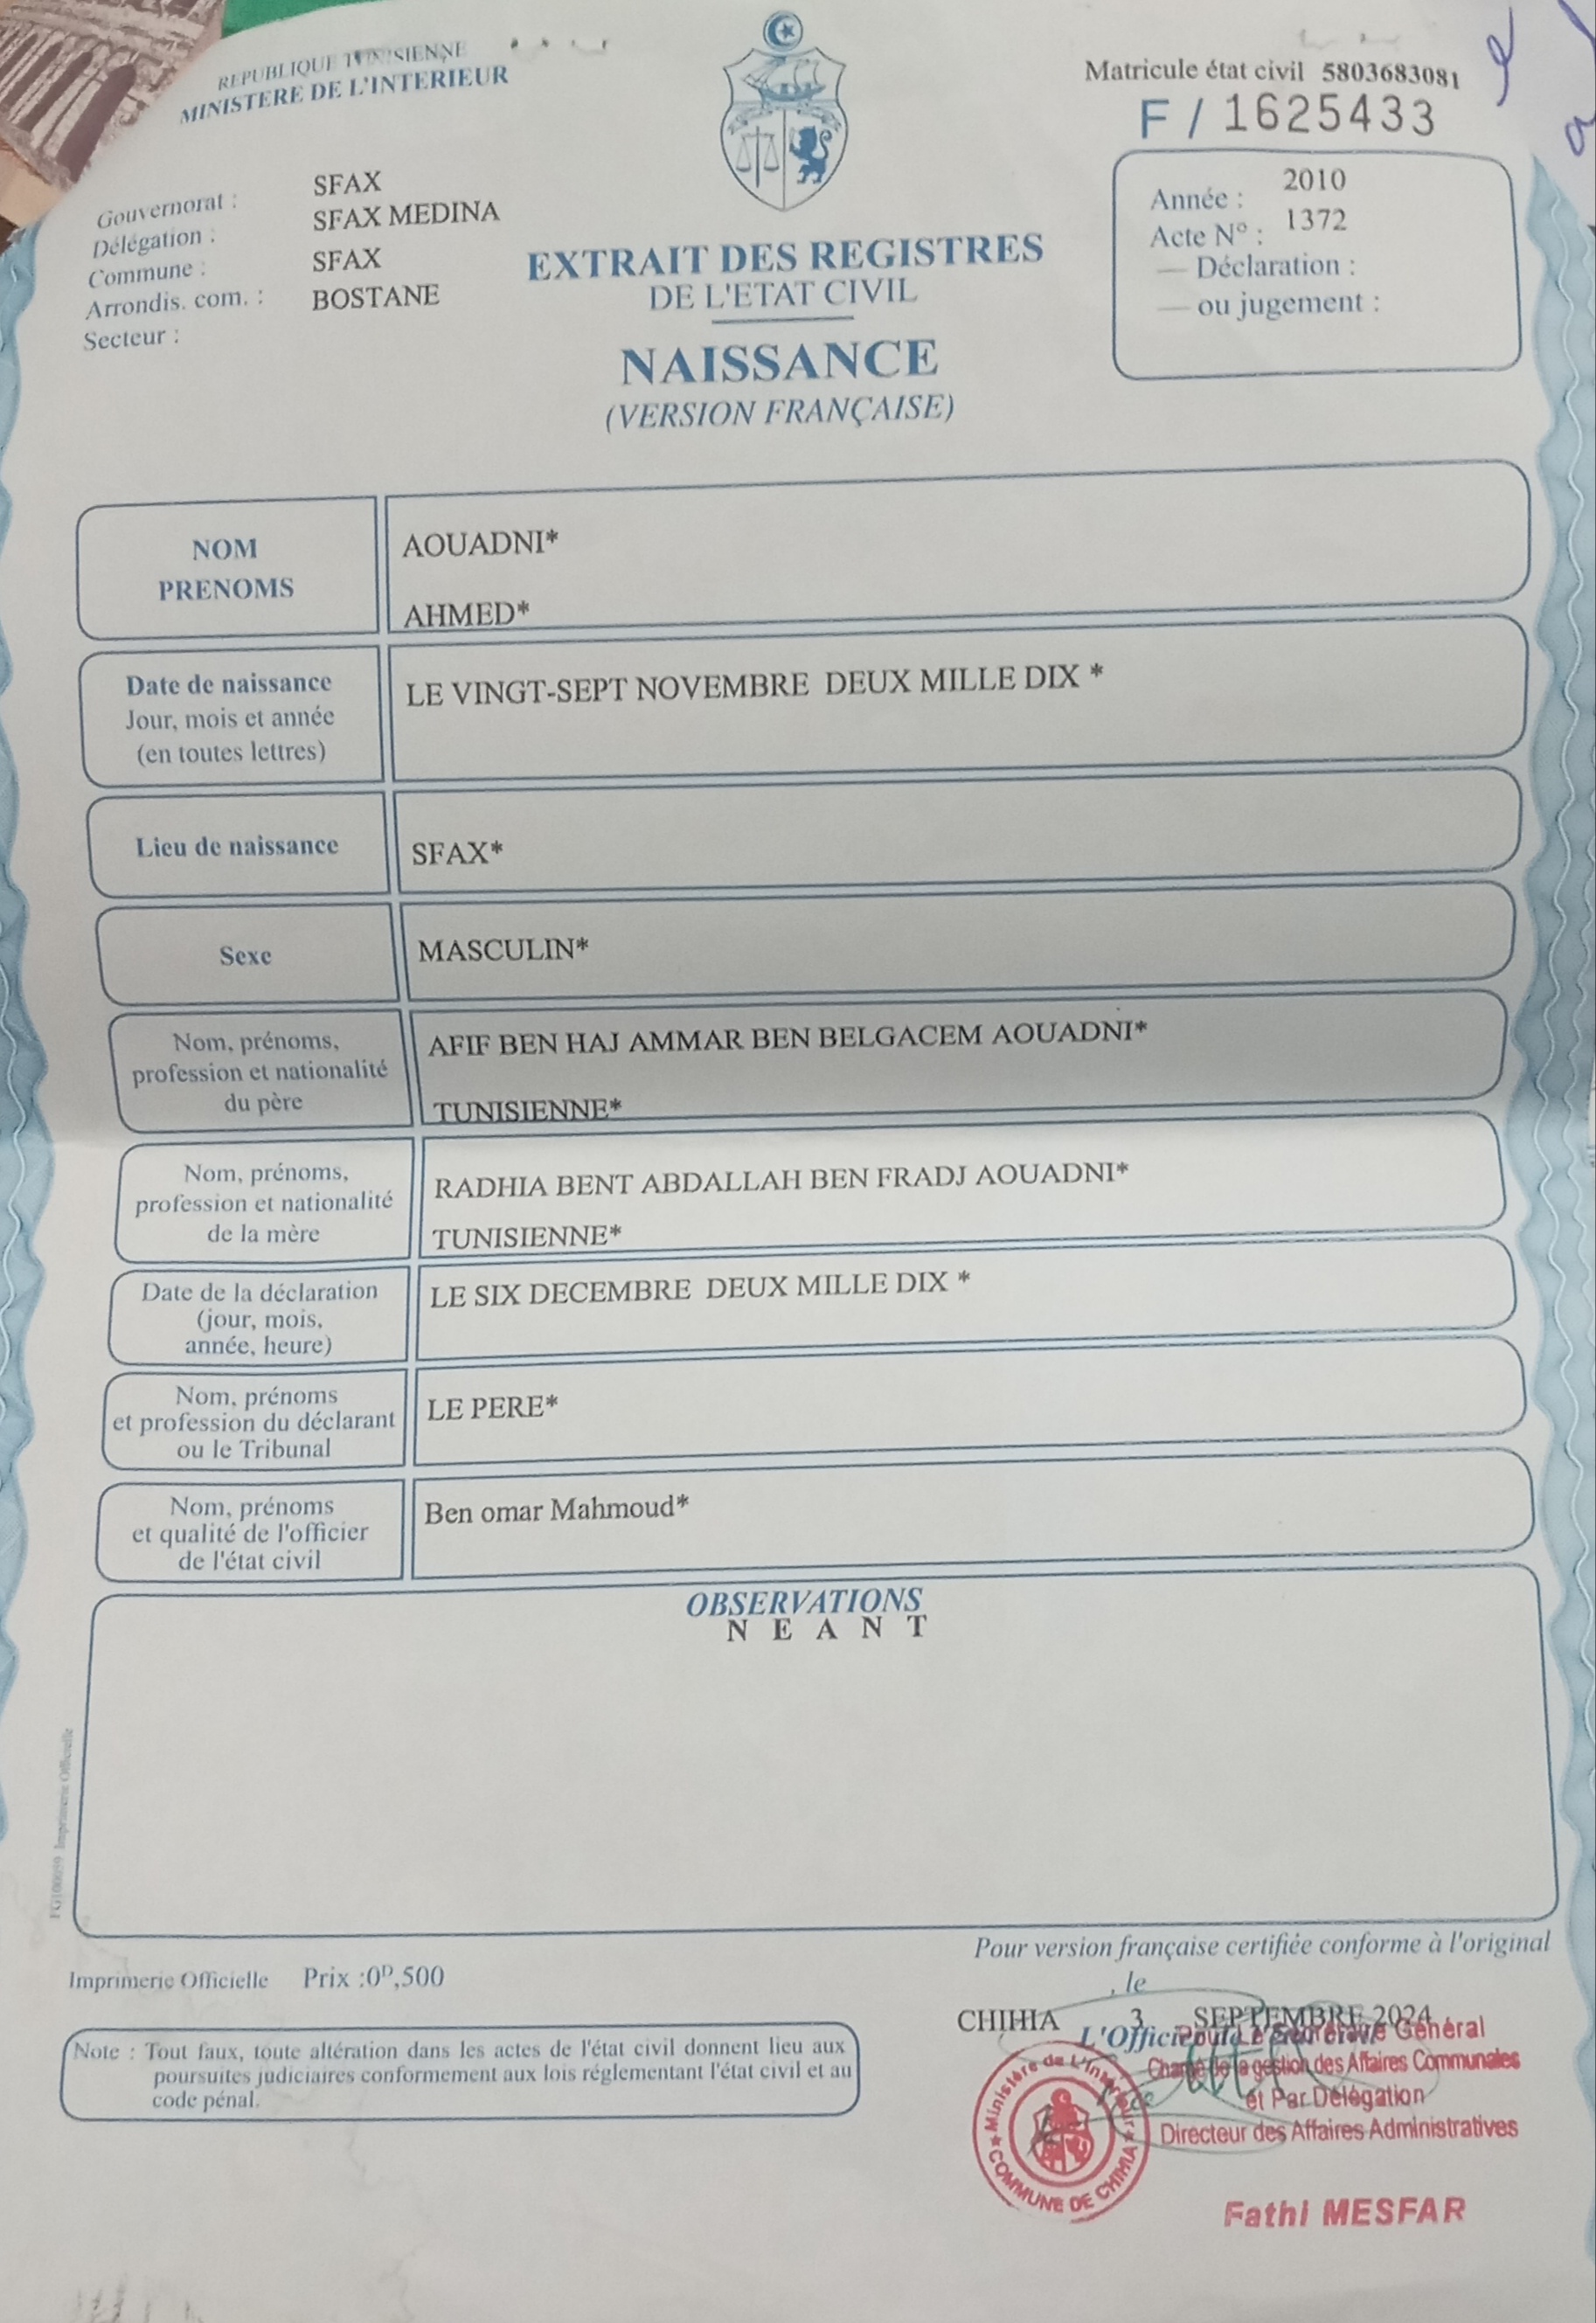 REPUBLIQUE TUNISIENNE
MINISTERE DE L'INTERIEUR
Matricule état civil 5803683081
F / 1625433
Gouvernorat : SFAX
Délégation : SFAX MEDINA
Commune : SFAX
Arrondis. com. : BOSTANE
Secteur :
EXTRAIT DES REGISTRES
DE L'ETAT CIVIL
NAISSANCE
(VERSION FRANÇAISE)
Année : 2010
Acte N° : 1372
— Déclaration :
— ou jugement :
NOM
PRENOMS
AOUADNI*
AHMED*
Date de naissance
Jour, mois et année
(en toutes lettres)
LE VINGT-SEPT NOVEMBRE DEUX MILLE DIX *
Lieu de naissance
SFAX*
Sexe
MASCULIN*
Nom, prénoms,
profession et nationalité
du père
AFIF BEN HAJ AMMAR BEN BELGACEM AOUADNI*
TUNISIENNE*
Nom, prénoms,
profession et nationalité
de la mère
RADHIA BENT ABDALLAH BEN FRADJ AOUADNI*
TUNISIENNE*
Date de la déclaration
(jour, mois,
année, heure)
LE SIX DECEMBRE DEUX MILLE DIX *
Nom, prénoms
et profession du déclarant
ou le Tribunal
LE PERE*
Nom, prénoms
et qualité de l'officier
de l'état civil
Ben omar Mahmoud*
OBSERVATIONS
N E A N T
Imprimerie Officielle
Pour version française certifiée conforme à l'original
Imprimerie Officielle Prix :0ᴰ,500
, le
CHIHIA 3 SEPTEMBRE 2024
L'Officier de l'Etat Civil
Général
Chargé de la gestion des Affaires Communales
et Par Délégation
Directeur des Affaires Administratives
Ministère de L'Intérieur
COMMUNE DE CHIHIA
Fathi MESFAR
Note : Tout faux, toute altération dans les actes de l'état civil donnent lieu aux
poursuites judiciaires conformement aux lois réglementant l'état civil et au
code pénal.